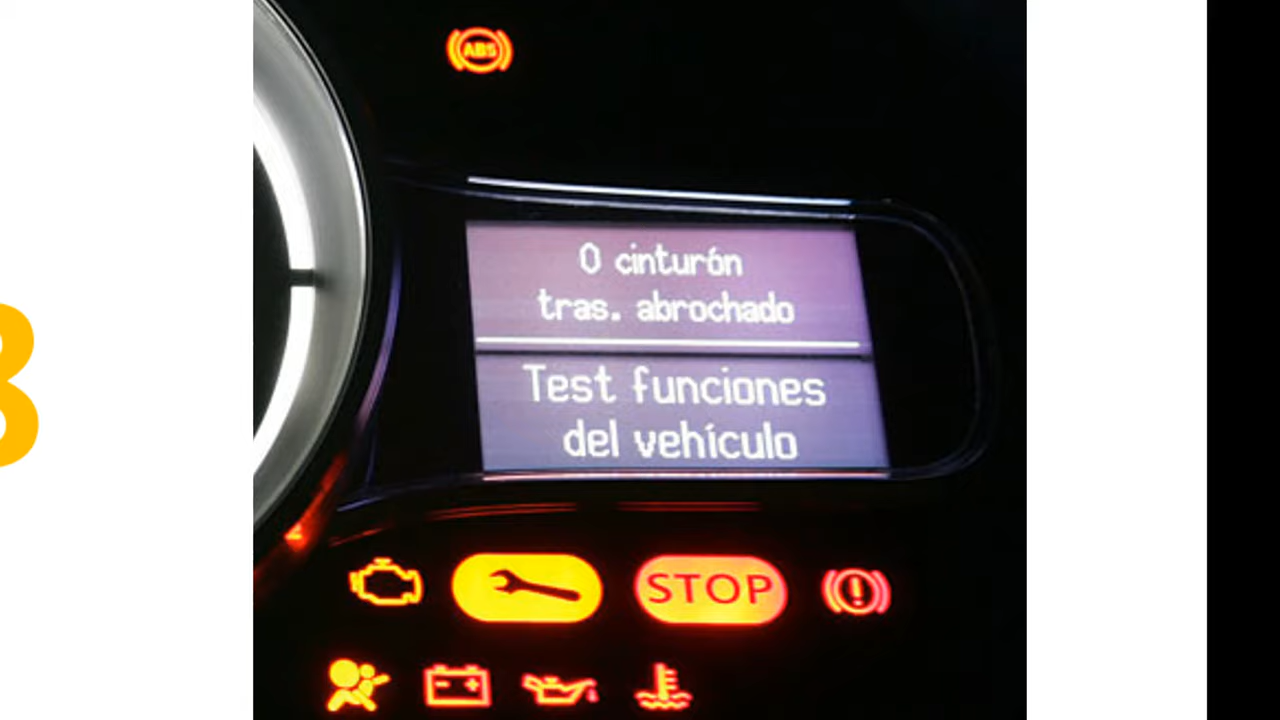 ABS
0 cinturón
tras. abrochado
Test funciones
del vehículo
STOP